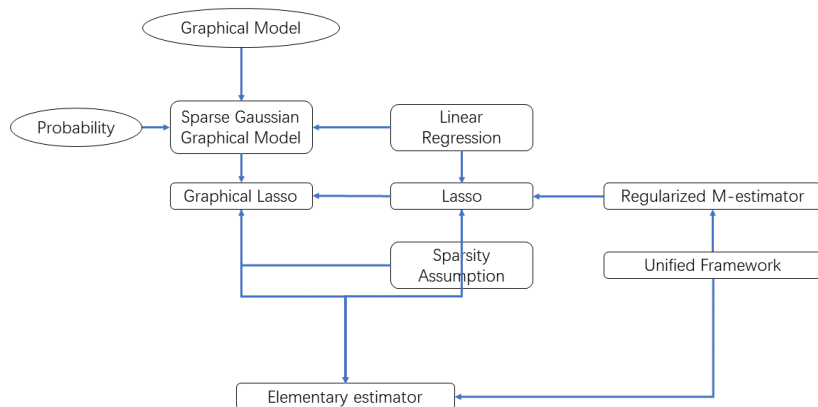 Graphical Model
Probability
Sparse Gaussian
Graphical Model
Linear
Regression
Graphical Lasso
Lasso
Regularized M-estimator
Sparsity
Assumption
Unified Framework
Elementary estimator